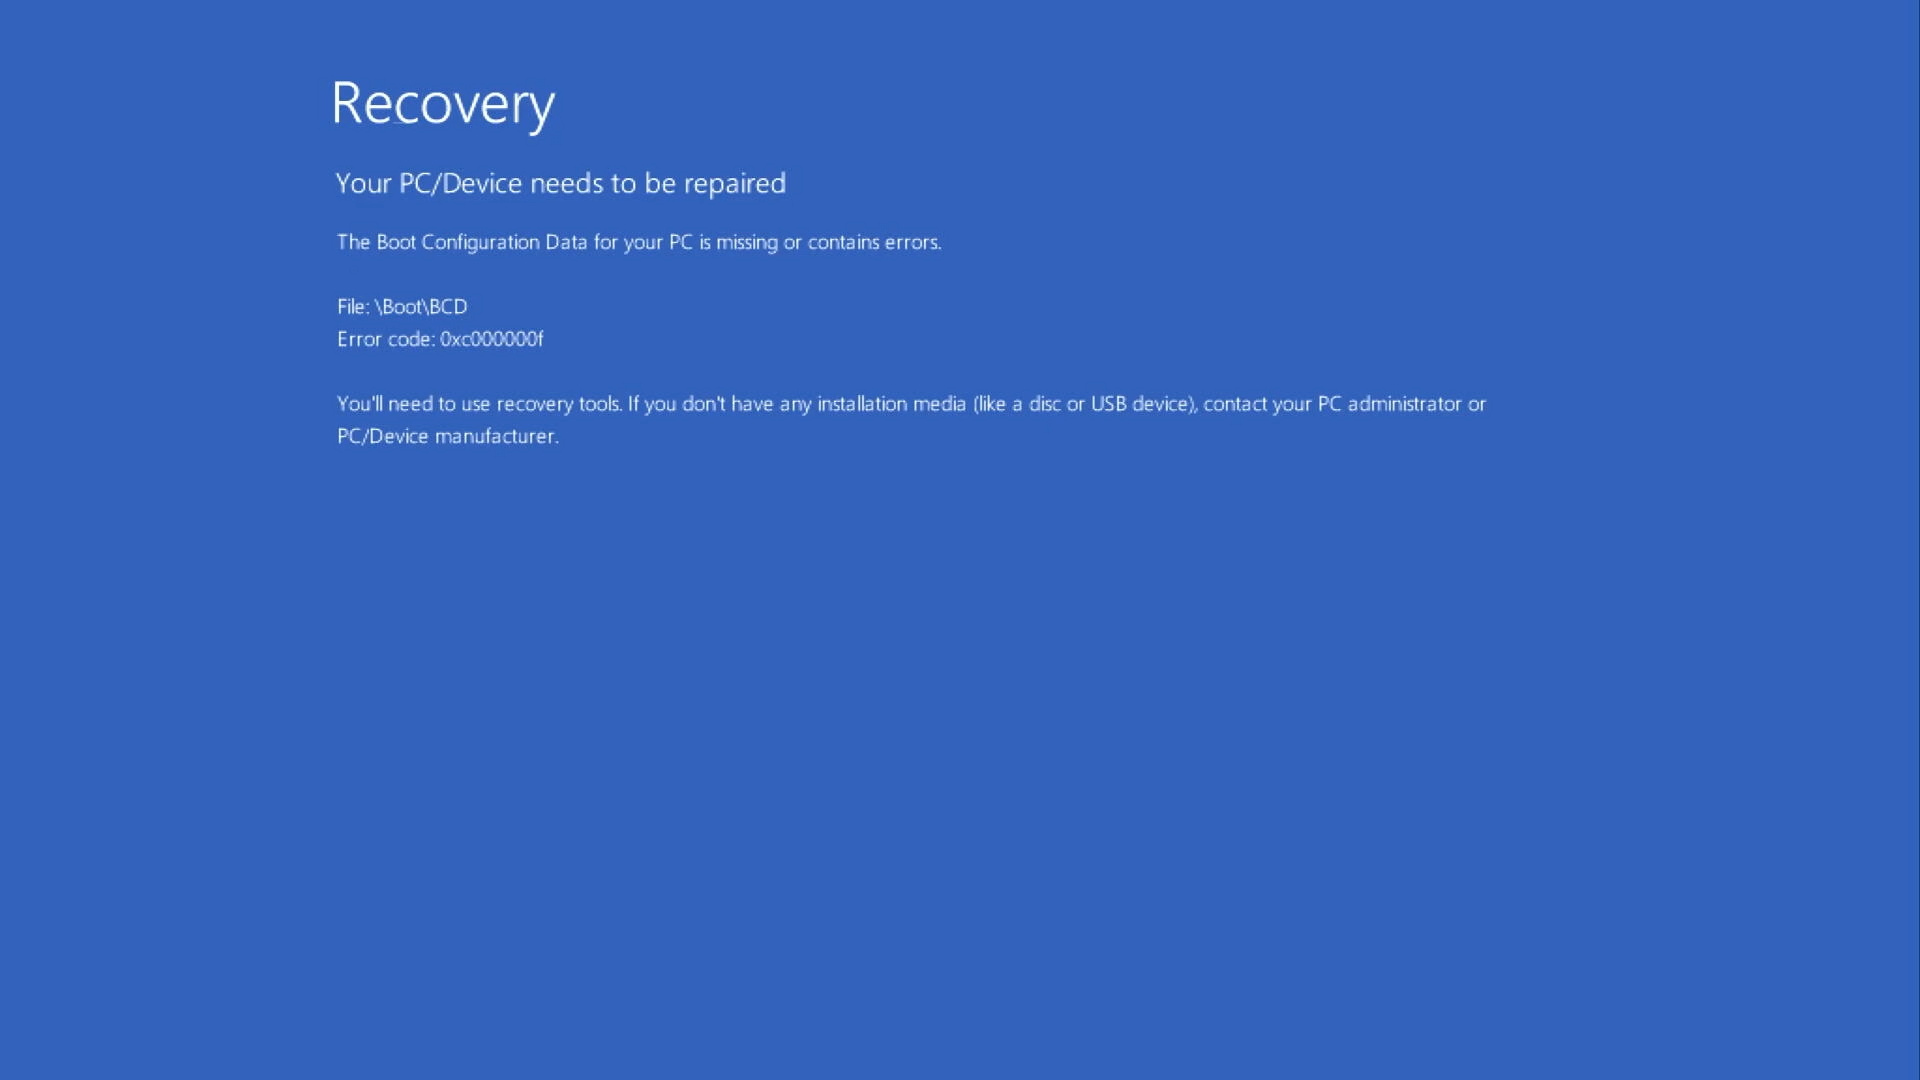 Recovery
Your PC/Device needs to be repaired
The Boot Configuration Data for your PC is missing or contains errors.
File: \Boot\BCD
Error code: 0xc000000f
You'll need to use recovery tools. If you don't have any installation media (like a disc or USB device), contact your PC administrator or
PC/Device manufacturer.